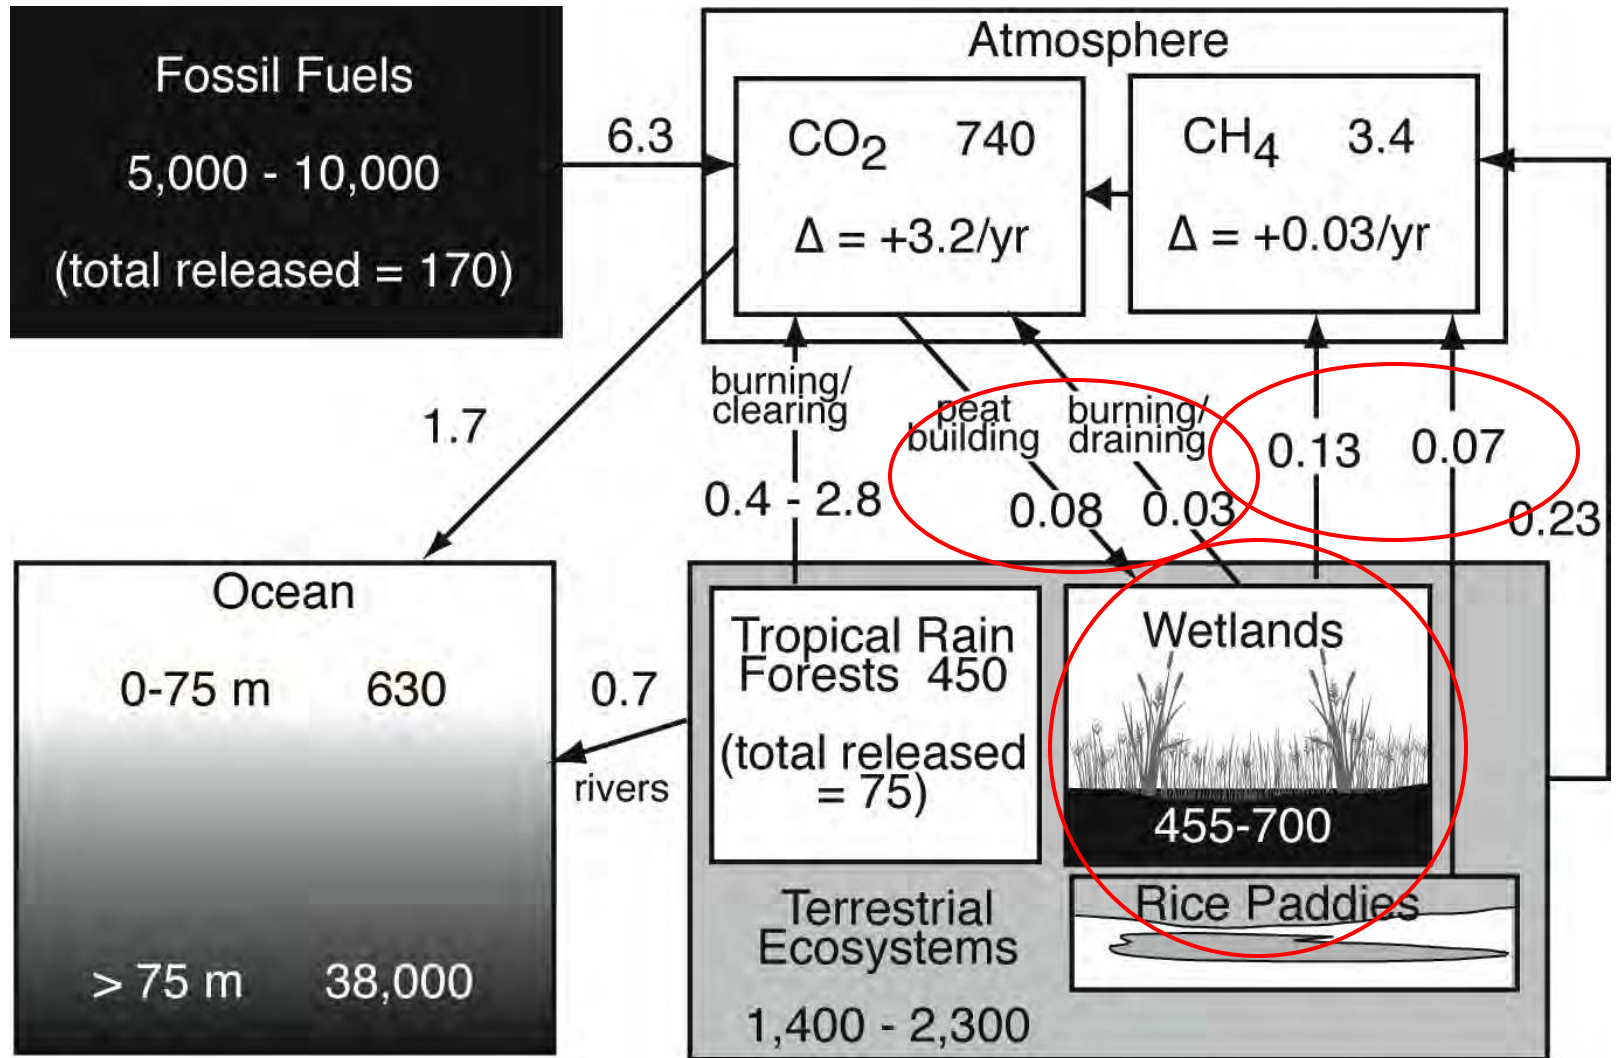 Fossil Fuels
5,000 - 10,000
(total released = 170)
6.3
Atmosphere
CO2 740
Δ = +3.2/yr
CH4 3.4
Δ = +0.03/yr
1.7
burning/
clearing
0.4 - 2.8
peat
building
0.08
burning/
draining
0.03
0.13
0.07
0.23
Ocean
0-75 m 630
> 75 m 38,000
0.7
rivers
Tropical Rain
Forests 450
(total released
= 75)
Wetlands
455-700
Rice Paddies
Terrestrial
Ecosystems
1,400 - 2,300